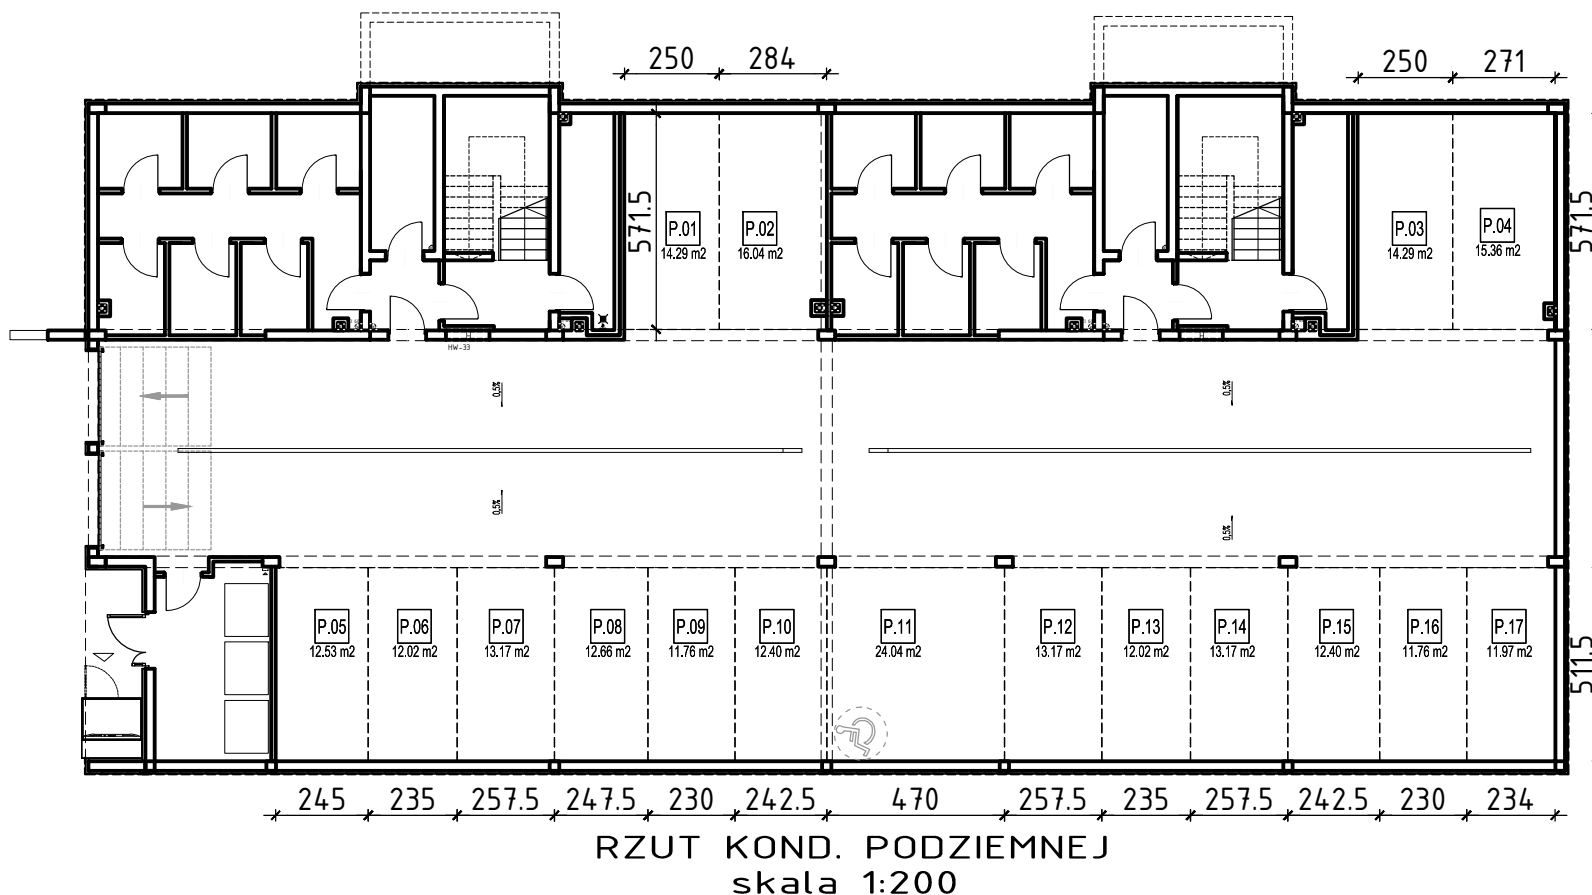 250 284 250 271
571.5 571.5
P.01 P.02 P.03 P.04
14.29 m2 16.04 m2 14.29 m2 15.36 m2
HW-33
0,5% 0,5%
0,5% 0,5%
P.05 P.06 P.07 P.08 P.09 P.10 P.11 P.12 P.13 P.14 P.15 P.16 P.17
12.53 m2 12.02 m2 13.17 m2 12.66 m2 11.76 m2 12.40 m2 24.04 m2 13.17 m2 12.02 m2 13.17 m2 12.40 m2 11.76 m2 11.97 m2
511.5
245 235 257.5 247.5 230 242.5 470 257.5 235 257.5 242.5 230 234
RZUT KOND. PODZIEMNEJ
skala 1:200